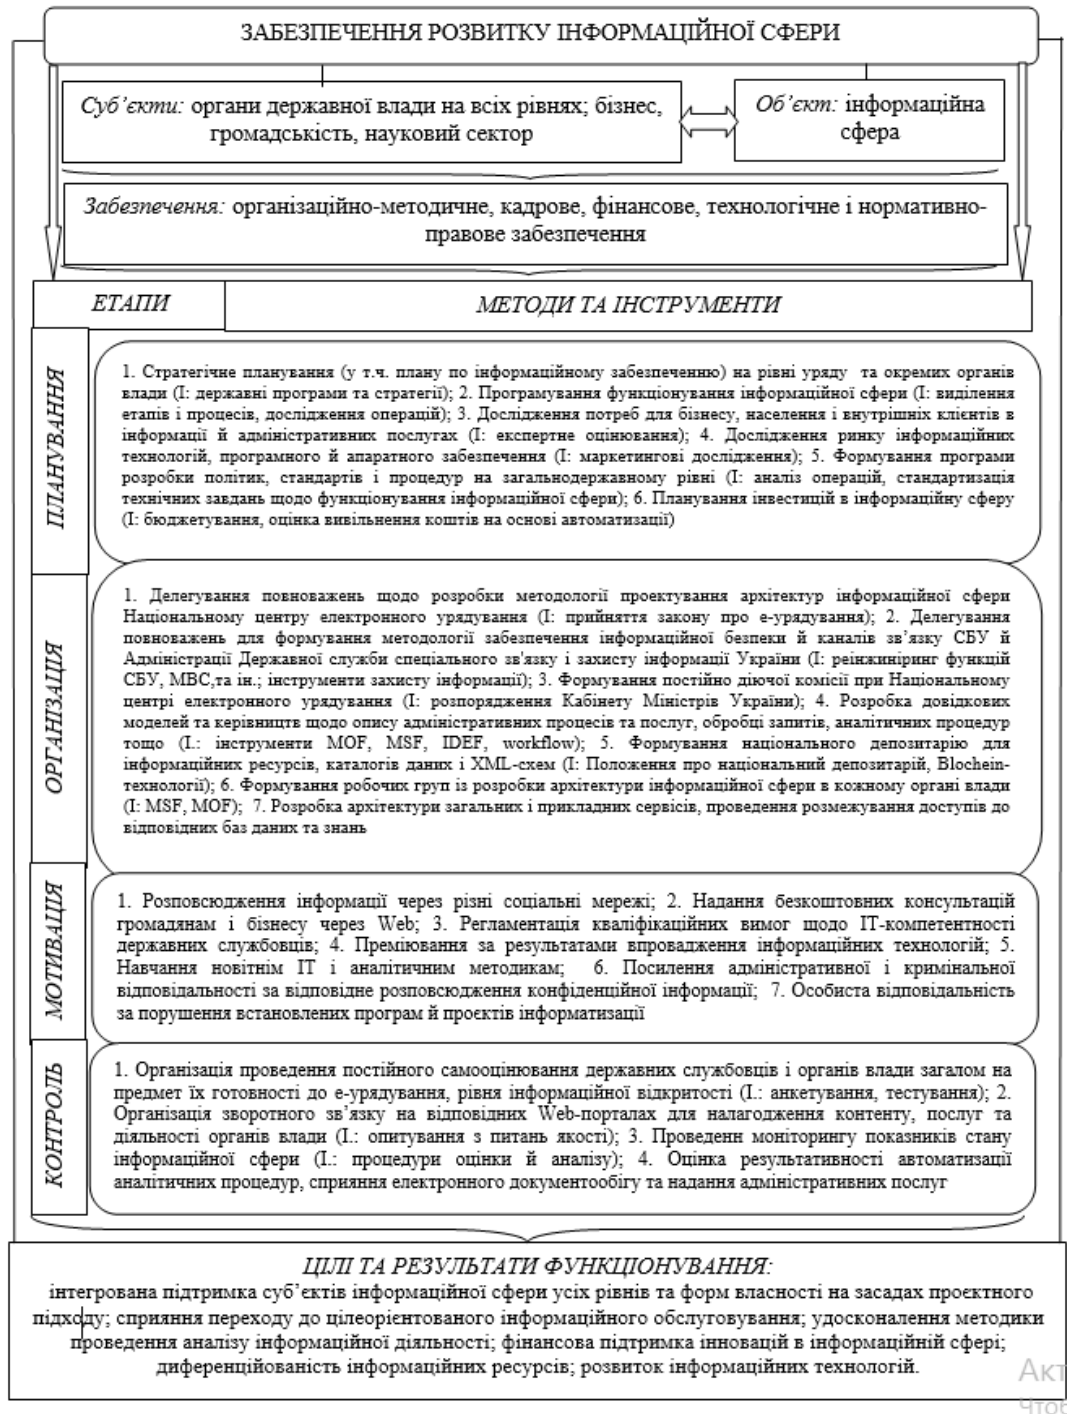 ЗАБЕЗПЕЧЕННЯ РОЗВИТКУ ІНФОРМАЦІЙНОЇ СФЕРИ
Суб’єкти: органи державної влади на всіх рівнях; бізнес,
громадськість, науковий сектор
Об’єкт: інформаційна
сфера
Забезпечення: організаційно-методичне, кадрове, фінансове, технологічне і нормативно-
правове забезпечення
ЕТАПИ
МЕТОДИ ТА ІНСТРУМЕНТИ
ПЛАНУВАННЯ
1. Стратегічне планування (у т.ч. плану по інформаційному забезпеченню) на рівні уряду та окремих органів
влади (І: державні програми та стратегії); 2. Програмування функціонування інформаційної сфери (І: виділення
етапів і процесів, дослідження операцій); 3. Дослідження потреб для бізнесу, населення і внутрішніх клієнтів в
інформації й адміністративних послугах (І: експертне оцінювання); 4. Дослідження ринку інформаційних
технологій, програмного й апаратного забезпечення (І: маркетингові дослідження); 5. Формування програми
розробки політик, стандартів і процедур на загальнодержавному рівні (І: аналіз операцій, стандартизація
технічних завдань щодо функціонування інформаційної сфери); 6. Планування інвестицій в інформаційну сферу
(І: бюджетування, оцінка вивільнення коштів на основі автоматизації)
ОРГАНІЗАЦІЯ
1. Делегування повноважень щодо розробки методології проектування архітектур інформаційної сфери
Національному центру електронного урядування (І: прийняття закону про е-урядування); 2. Делегування
повноважень для формування методології забезпечення інформаційної безпеки й каналів зв’язку СБУ й
Адміністрації Державної служби спеціального зв'язку і захисту інформації України (І: реінжиніринг функцій
СБУ, МВС,та ін.; інструменти захисту інформації); 3. Формування постійно діючої комісії при Національному
центрі електронного урядування (І: розпорядження Кабінету Міністрів України); 4. Розробка довідкових
моделей та керівництв щодо опису адміністративних процесів та послуг, обробці запитів, аналітичних процедур
тощо (І.: інструменти MOF, MSF, IDEF, workflow); 5. Формування національного депозитарію для
інформаційних ресурсів, каталогів даних і XML-схем (І: Положення про національний депозитарій, Blochein-
технології); 6. Формування робочих груп із розробки архітектури інформаційної сфери в кожному органі влади
(І: MSF, MOF); 7. Розробка архітектури загальних і прикладних сервісів, проведення розмежування доступів до
відповідних баз даних та знань
МОТИВАЦІЯ
1. Розповсюдження інформації через різні соціальні мережі; 2. Надання безкоштовних консультацій
громадянам і бізнесу через Web; 3. Регламентація кваліфікаційних вимог щодо ІТ-компетентності
державних службовців; 4. Преміювання за результатами впровадження інформаційних технологій; 5.
Навчання новітнім ІТ і аналітичним методикам; 6. Посилення адміністративної і кримінальної
відповідальності за відповідне розповсюдження конфіденційної інформації; 7. Особиста відповідальність
за порушення встановлених програм й проєктів інформатизації
КОНТРОЛЬ
1. Організація проведення постійного самооцінювання державних службовців і органів влади загалом на
предмет їх готовності до е-урядування, рівня інформаційної відкритості (І.: анкетування, тестування); 2.
Організація зворотного зв’язку на відповідних Web-порталах для налагодження контенту, послуг та
діяльності органів влади (І.: опитування з питань якості); 3. Проведенн моніторингу показників стану
інформаційної сфери (І.: процедури оцінки й аналізу); 4. Оцінка результативності автоматизації
аналітичних процедур, сприяння електронного документообігу та надання адміністративних послуг
ЦІЛІ ТА РЕЗУЛЬТАТИ ФУНКЦІОНУВАННЯ:
інтегрована підтримка суб’єктів інформаційної сфери усіх рівнів та форм власності на засадах проєктного
підходу; сприяння переходу до цілеорієнтованого інформаційного обслуговування; удосконалення методики
проведення аналізу інформаційної діяльності; фінансова підтримка інновацій в інформаційній сфері;
диференційованість інформаційних ресурсів; розвиток інформаційних технологій.
Акт
Чтоб